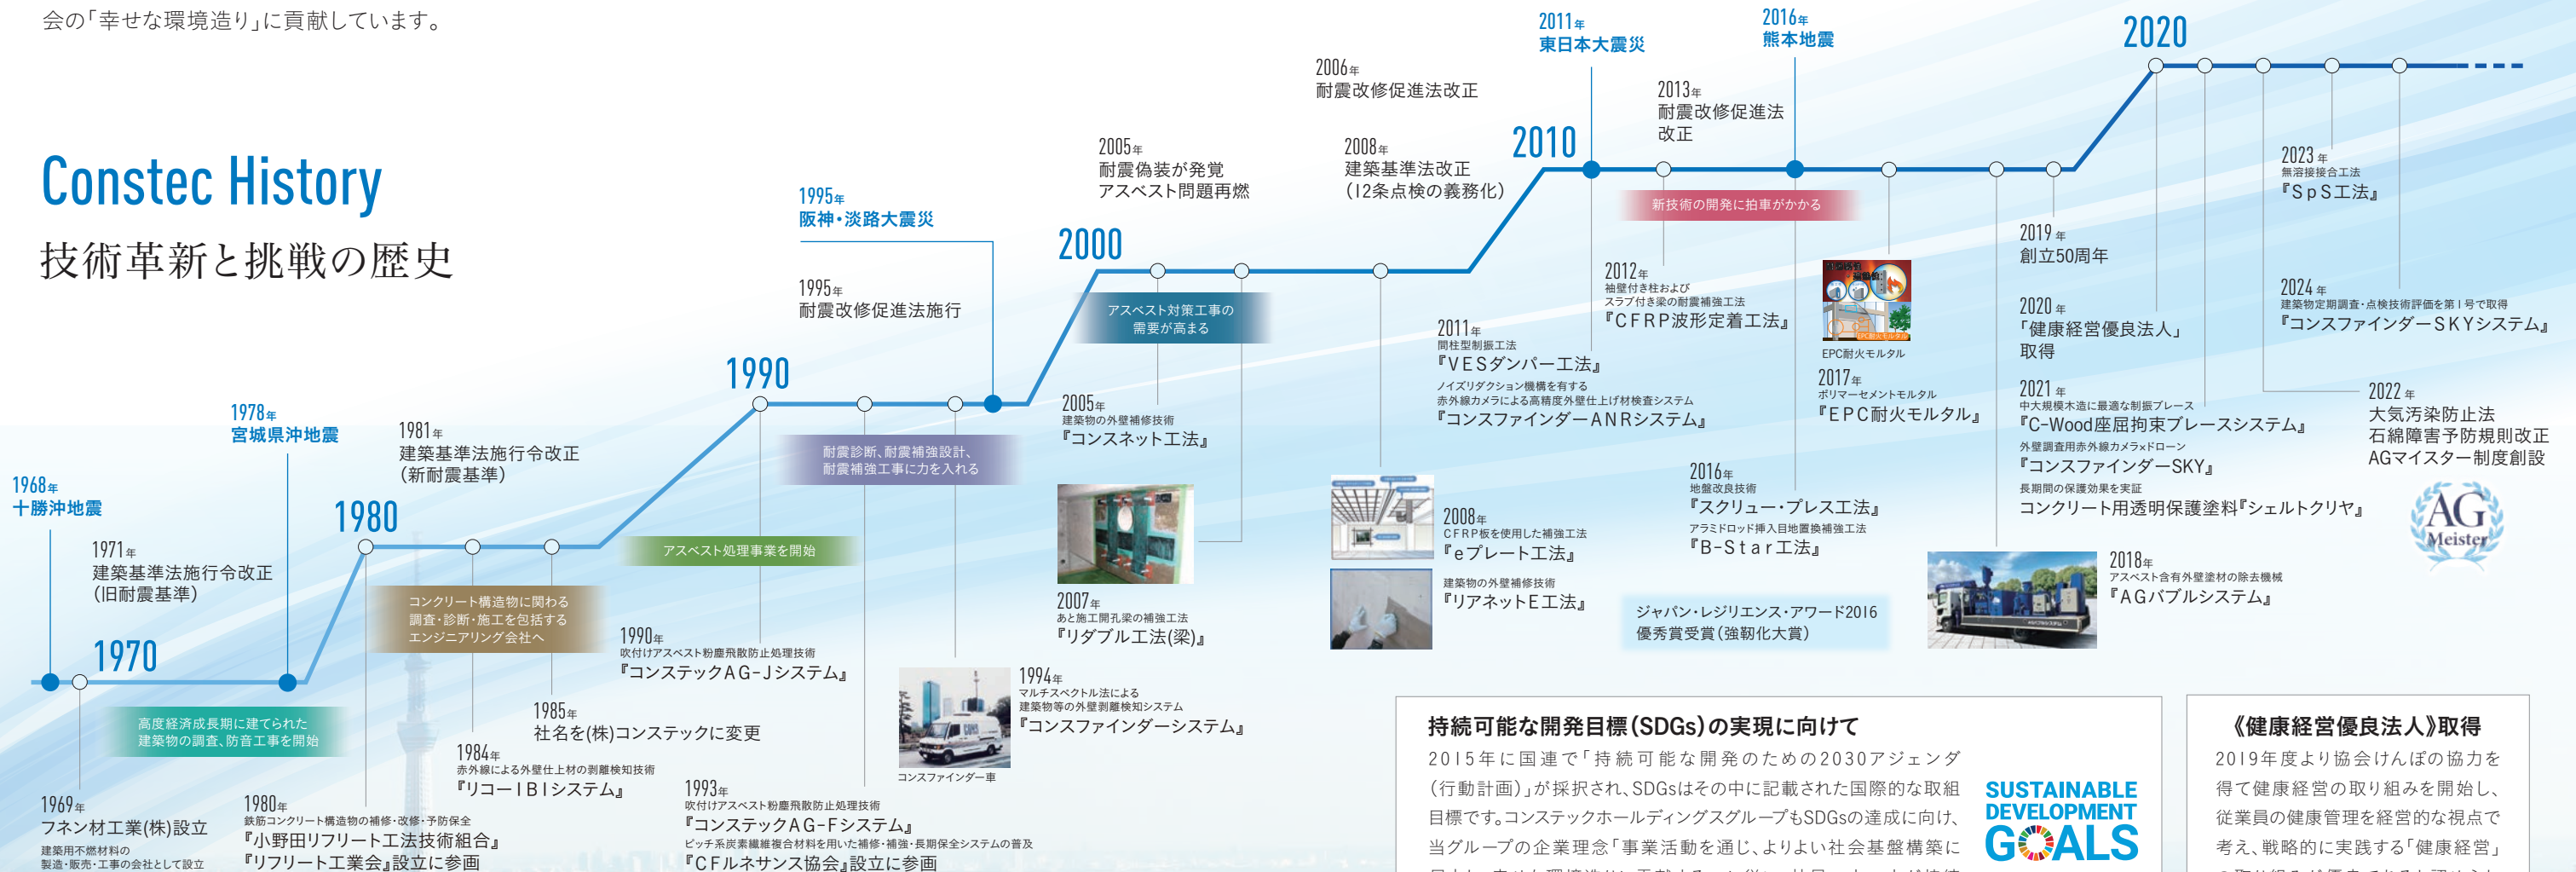 会の「幸せな環境造り」に貢献しています。
Constec History
技術革新と挑戦の歴史
1968年
十勝沖地震
1971年
建築基準法施行令改正
(旧耐震基準)
1970
高度経済成長期に建てられた
建築物の調査、防音工事を開始
1969年
フネン材工業(株)設立
建築用不燃材料の
製造・販売・工事の会社として設立
1978年
宮城県沖地震
1980
1981年
建築基準法施行令改正
(新耐震基準)
コンクリート構造物に関わる
調査・診断・施工を包括する
エンジニアリング会社へ
1980年
鉄筋コンクリート構造物の補修・改修・予防保全
『小野田リフリート工法技術組合』
『リフリート工業会』設立に参画
1984年
赤外線による外壁仕上材の剥離検知技術
『リコーIBIシステム』
1985年
社名を(株)コンステックに変更
アスベスト処理事業を開始
1990
1990年
吹付けアスベスト粉塵飛散防止処理技術
『コンステックAG-Jシステム』
1993年
吹付けアスベスト粉塵飛散防止処理技術
『コンステックAG-Fシステム』
ピッチ系炭素繊維複合材料を用いた補修・補強・長期保全システムの普及
『CFルネサンス協会』設立に参画
1995年
阪神・淡路大震災
1995年
耐震改修促進法施行
耐震診断、耐震補強設計、
耐震補強工事に力を入れる
コンスファインダー車
1994年
マルチスペクトル法による
建築物等の外壁剥離検知システム
『コンスファインダーシステム』
2000
2005年
耐震偽装が発覚
アスベスト問題再燃
アスベスト対策工事の
需要が高まる
2005年
建築物の外壁補修技術
『コンスネット工法』
2007年
あと施工開孔梁の補強工法
『リダブル工法(梁)』
2006年
耐震改修促進法改正
2008年
建築基準法改正
(12条点検の義務化)
2008年
CFRP板を使用した補強工法
『eプレート工法』
建築物の外壁補修技術
『リアネットE工法』
2010
2011年
東日本大震災
2013年
耐震改修促進法
改正
2016年
熊本地震
新技術の開発に拍車がかかる
2011年
間柱型制振工法
『VESダンパー工法』
ノイズリダクション機構を有する
赤外線カメラによる高精度外壁仕上げ材検査システム
『コンスファインダーANRシステム』
2012年
袖壁付き柱および
スラブ付き梁の耐震補強工法
『CFRP波形定着工法』
2016年
地盤改良技術
『スクリュー・プレス工法』
アラミドロッド挿入目地置換補強工法
『B-Star工法』
ジャパン・レジリエンス・アワード2016
優秀賞受賞(強靭化大賞)
EPC耐火モルタル
EPC耐火モルタル
2017年
ポリマーセメントモルタル
『EPC耐火モルタル』
2018年
アスベスト含有外壁塗材の除去機械
『AGバブルシステム』
2020
2019年
創立50周年
2020年
「健康経営優良法人」
取得
2021年
中大規模木造に最適な制振ブレース
『C-Wood座屈拘束ブレースシステム』
外壁調査用赤外線カメラ×ドローン
『コンスファインダーSKY』
長期間の保護効果を実証
コンクリート用透明保護塗料『シェルトクリヤ』
2023年
無溶接接合工法
『SpS工法』
2024年
建築物定期調査・点検技術評価を第1号で取得
『コンスファインダーSKYシステム』
2022年
大気汚染防止法
石綿障害予防規則改正
AGマイスター制度創設
AG
Meister
持続可能な開発目標(SDGs)の実現に向けて
2015年に国連で「持続可能な開発のための2030アジェンダ
(行動計画)」が採択され、SDGsはその中に記載された国際的な取組
目標です。コンステックホールディングスグループもSDGsの達成に向け、
当グループの企業理念「事業活動を通じ、よりよい社会基盤構築に
SUSTAINABLE
DEVELOPMENT
GOALS
《健康経営優良法人》取得
2019年度より協会けんぽの協力を
得て健康経営の取り組みを開始し、
従業員の健康管理を経営的な視点で
考え、戦略的に実践する「健康経営」